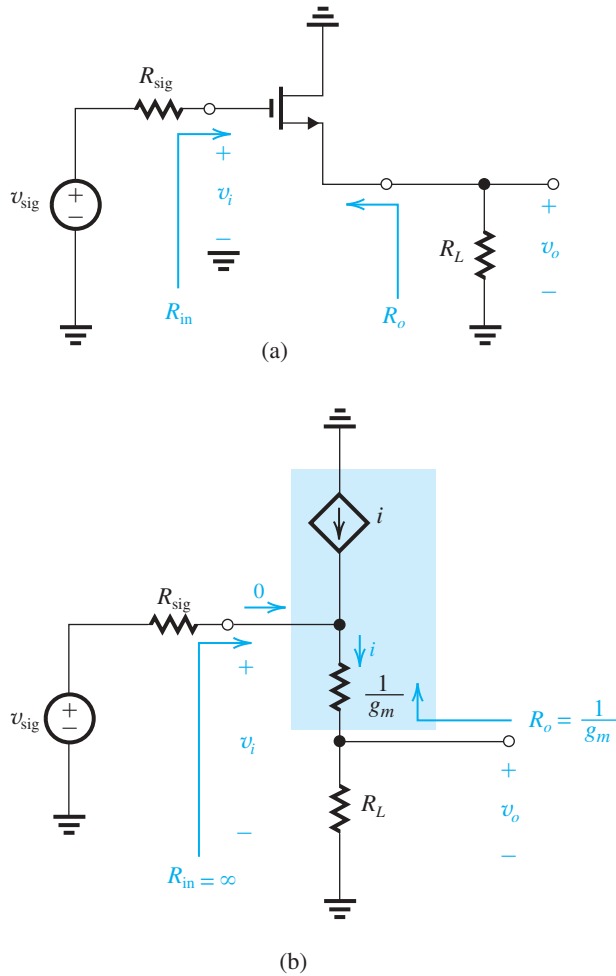 R_sig
v_sig
+
−
+
v_i
−
R_in
R_o
R_L
+
v_o
−
(a)
i
0
R_sig
i
1/g_m
R_o = 1/g_m
v_sig
+
−
+
v_i
−
R_L
+
v_o
−
R_in = ∞
(b)